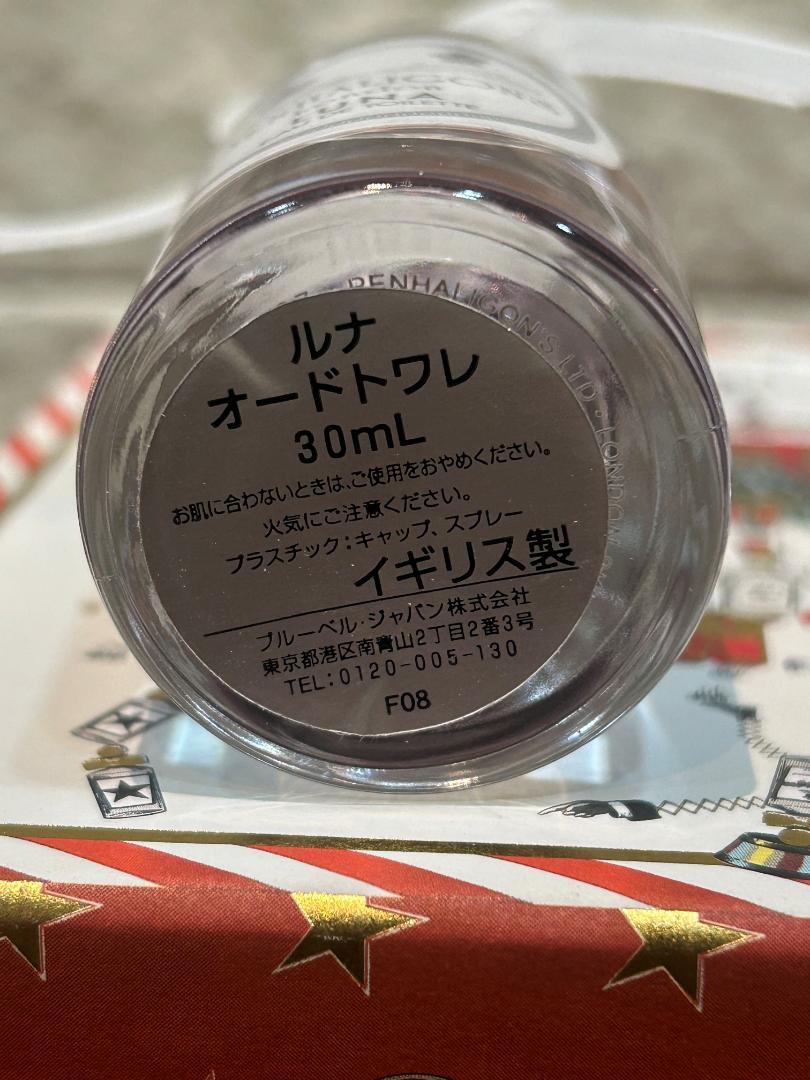 LUNA
PENHALIGON'S LTD · LONDON
ルナ
オードトワレ
30mL
お肌に合わないときは、ご使用をおやめください。
火気にご注意ください。
プラスチック：キャップ、スプレー
イギリス製
ブルーベル・ジャパン株式会社
東京都港区南青山2丁目2番3号
TEL：0120-005-130
F08